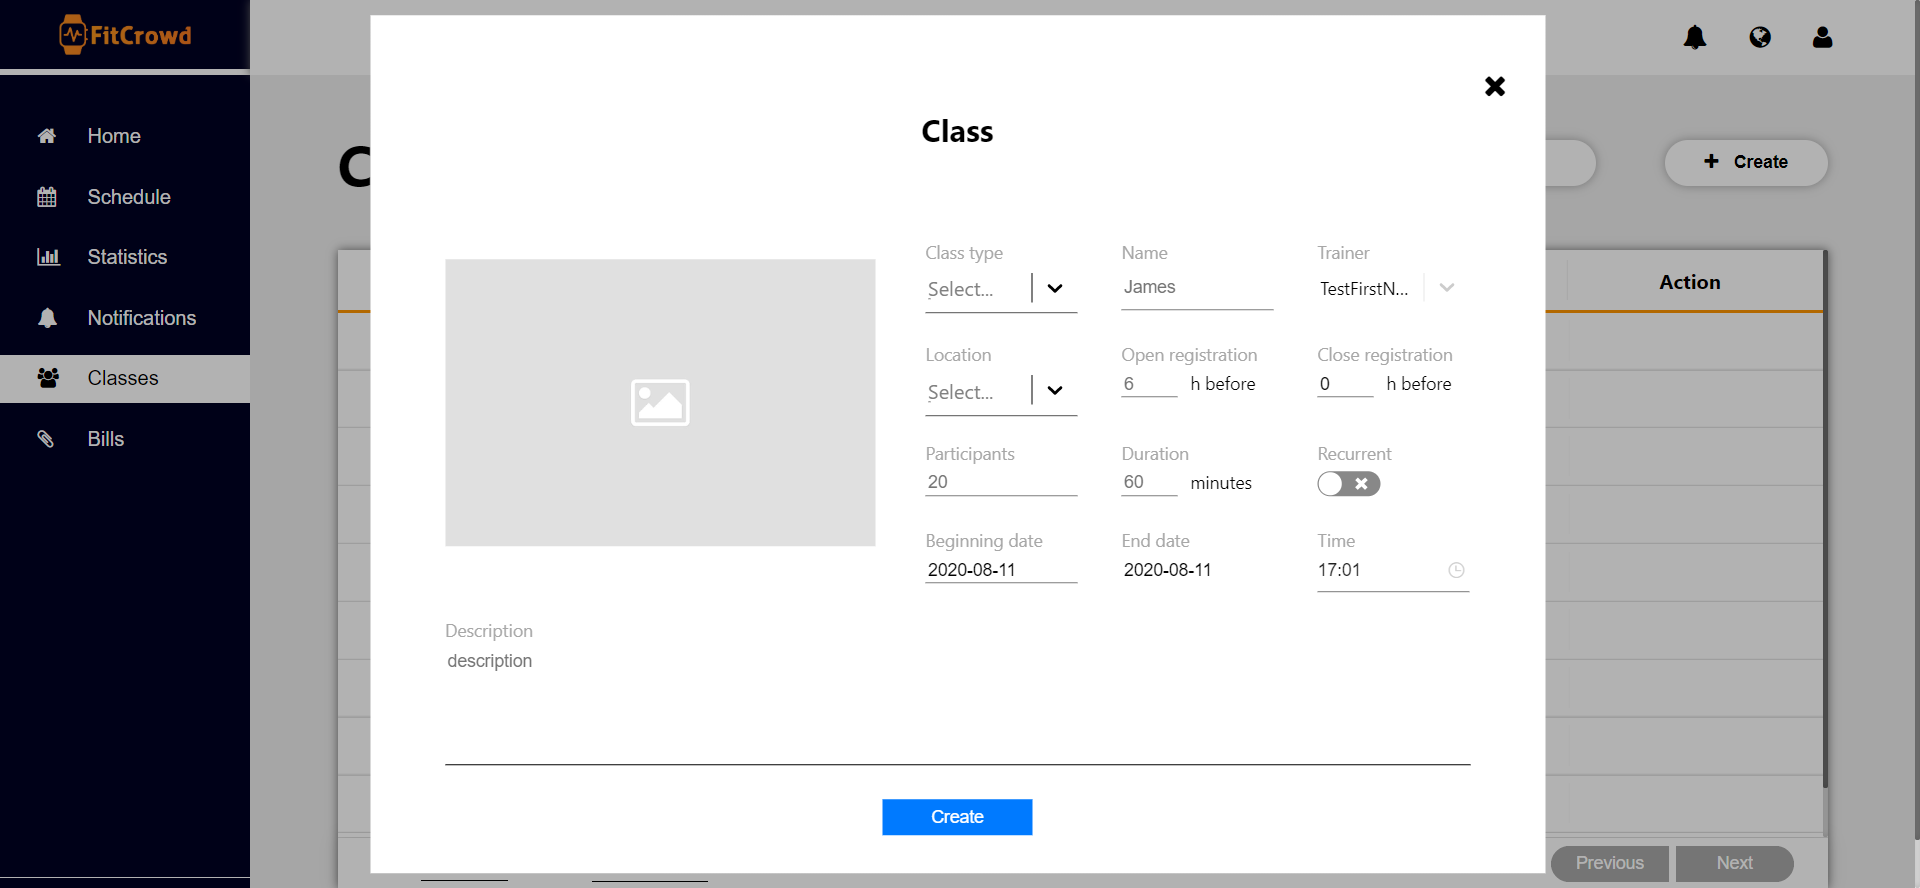 FitCrowd
Home
Schedule
Statistics
Notifications
Classes
Bills
C
Create
Action
Class
Class type
Name
Trainer
Select...
James
TestFirstN...
Location
Open registration
Close registration
Select...
6 h before
0 h before
Participants
Duration
Recurrent
20
60 minutes
Beginning date
End date
Time
2020-08-11
2020-08-11
17:01
Description
description
Create
Previous
Next